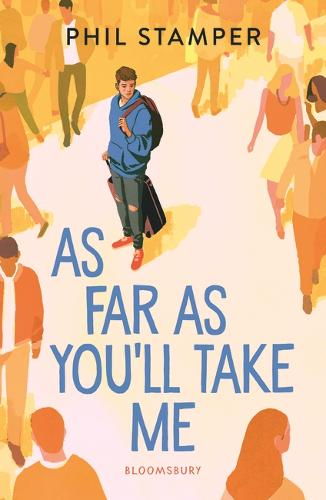 PHIL STAMPER
AS
FAR AS
YOU'LL TAKE
ME
BLOOMSBURY